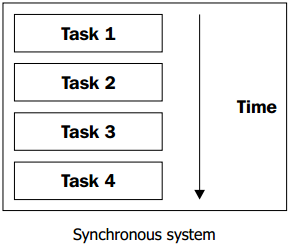 Task 1
Task 2
Task 3
Task 4
Time
Synchronous system